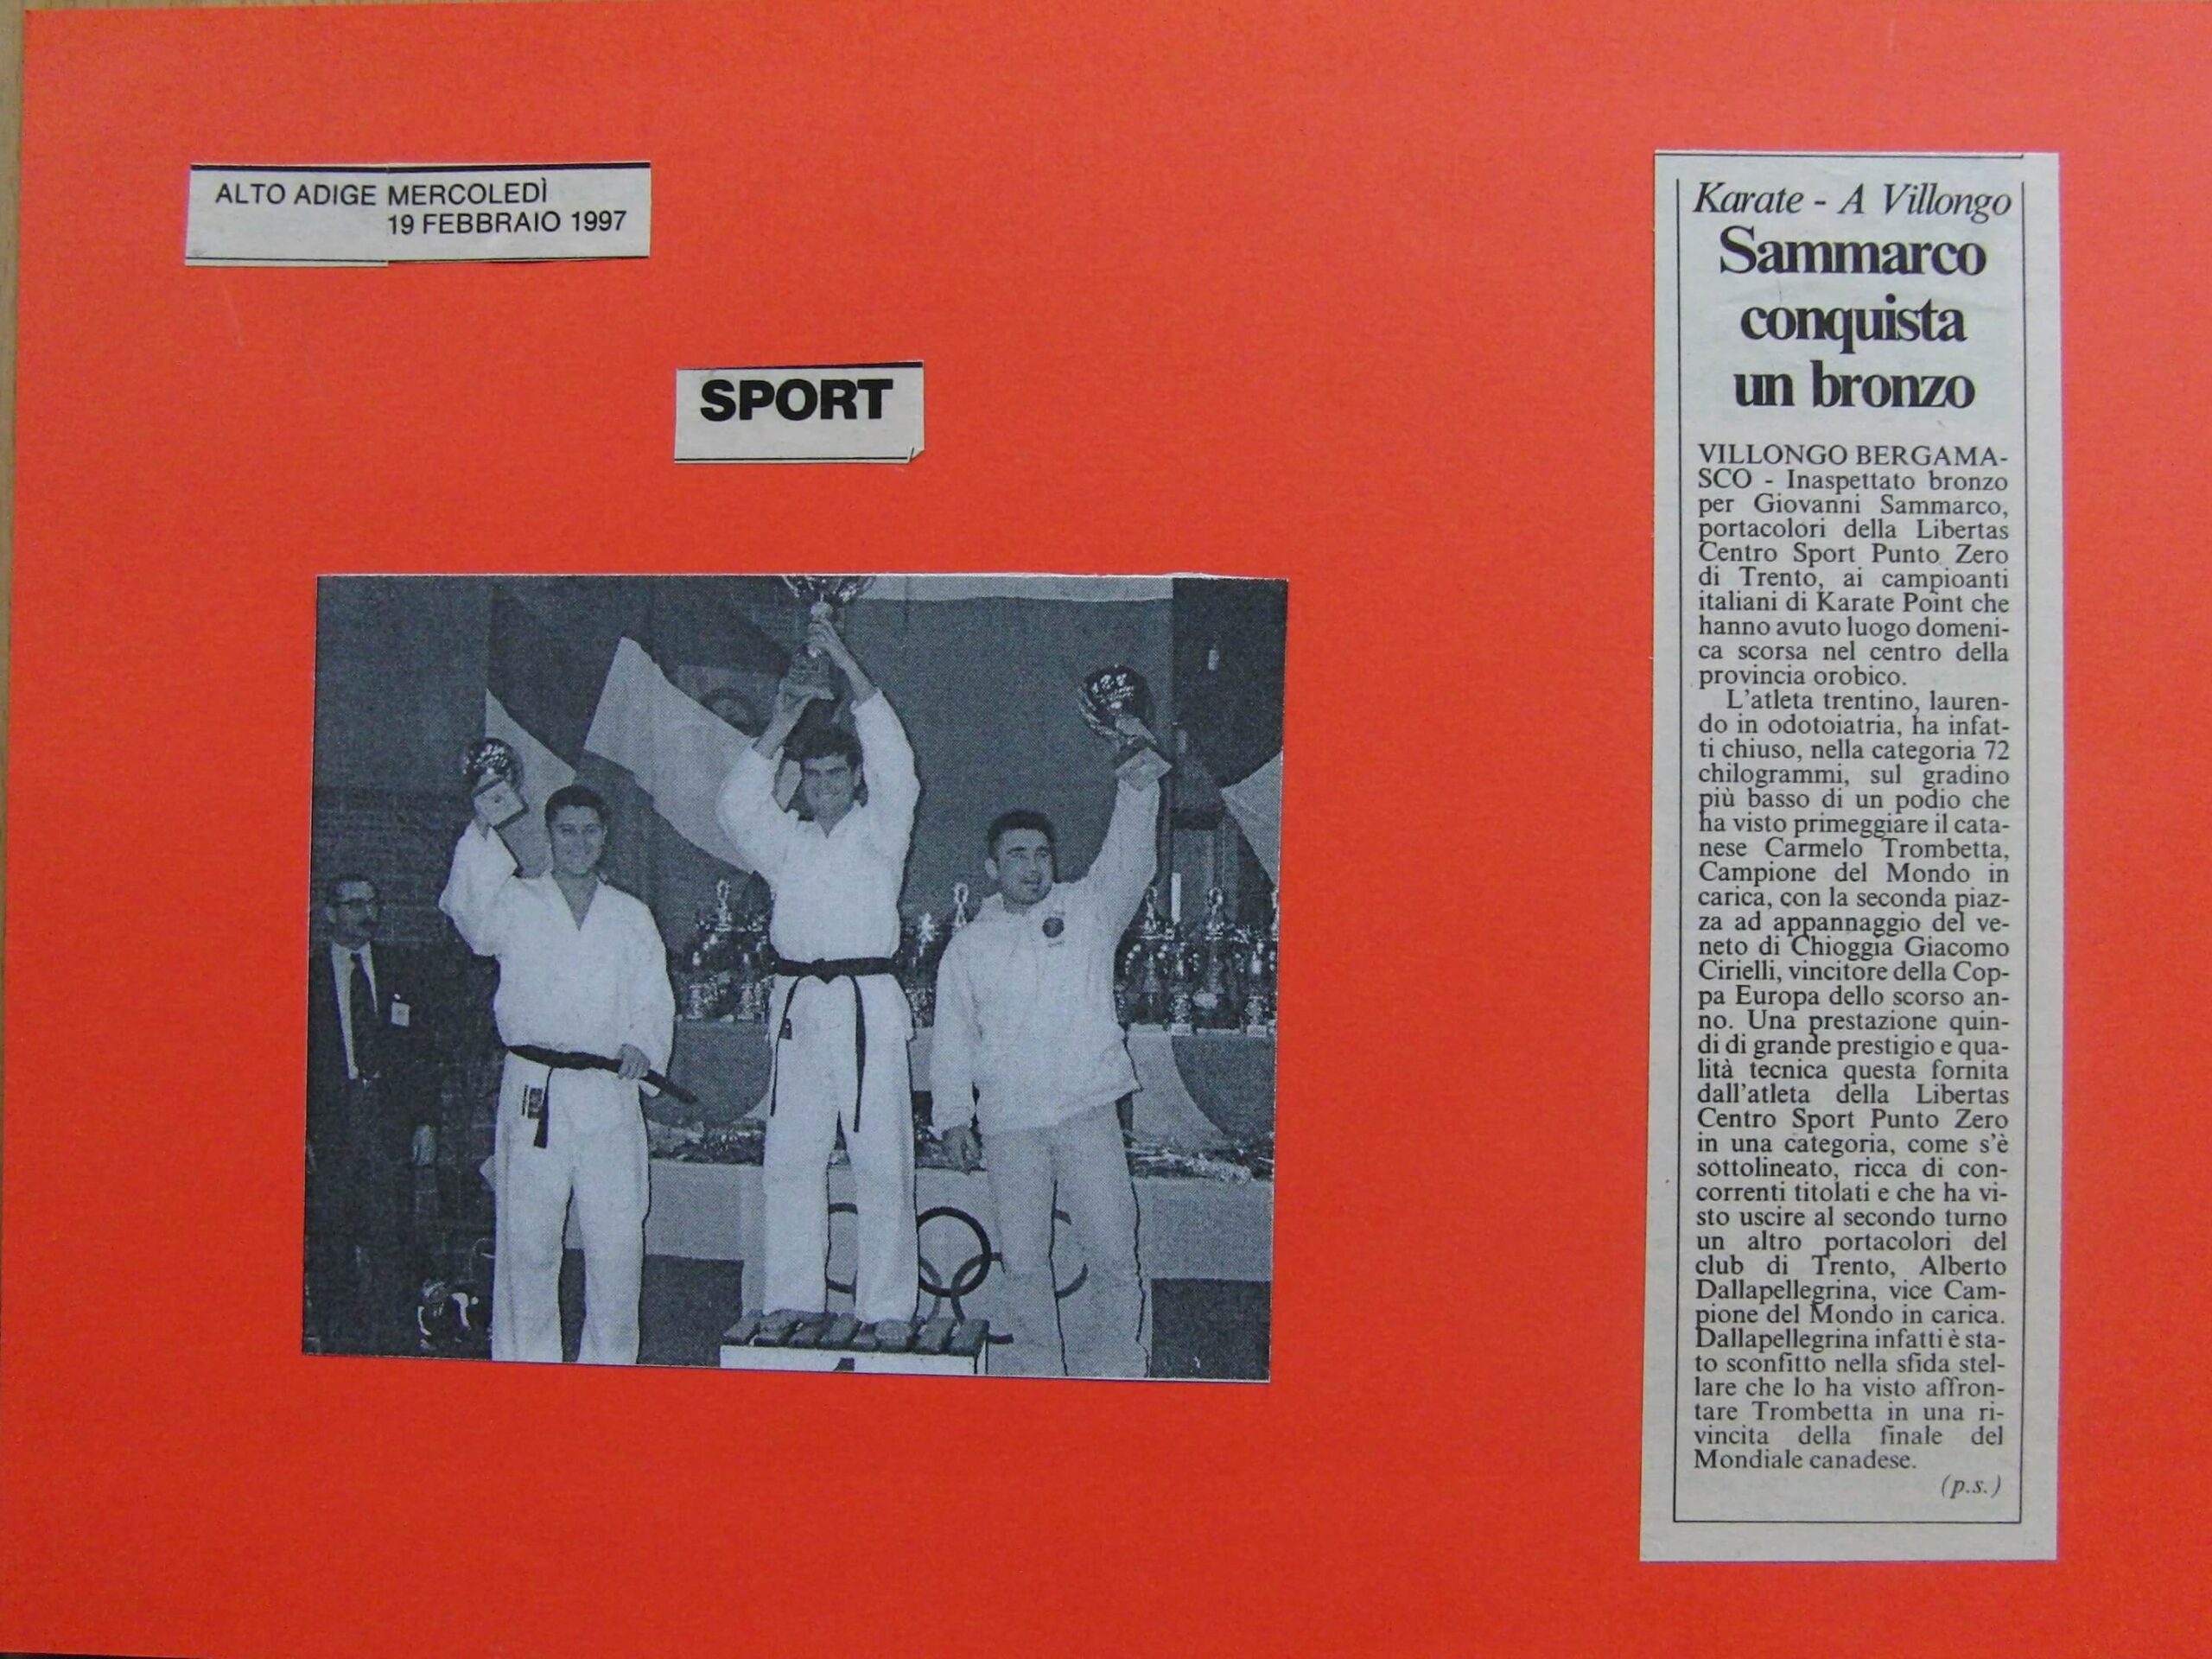 ALTO ADIGE MERCOLEDÌ
19 FEBBRAIO 1997
SPORT
Karate - A Villongo
Sammarco
conquista
un bronzo
VILLONGO BERGAMA-
SCO - Inaspettato bronzo
per Giovanni Sammarco,
portacolori della Libertas
Centro Sport Punto Zero
di Trento, ai campioanti
italiani di Karate Point che
hanno avuto luogo domeni-
ca scorsa nel centro della
provincia orobico.
L'atleta trentino, lauren-
do in odotoiatria, ha infat-
ti chiuso, nella categoria 72
chilogrammi, sul gradino
più basso di un podio che
ha visto primeggiare il cata-
nese Carmelo Trombetta,
Campione del Mondo in
carica, con la seconda piaz-
za ad appannaggio del ve-
neto di Chioggia Giacomo
Cirielli, vincitore della Cop-
pa Europa dello scorso an-
no. Una prestazione quin-
di di grande prestigio e qua-
lità tecnica questa fornita
dall'atleta della Libertas
Centro Sport Punto Zero
in una categoria, come s'è
sottolineato, ricca di con-
correnti titolati e che ha vi-
sto uscire al secondo turno
un altro portacolori del
club di Trento, Alberto
Dallapellegrina, vice Cam-
pione del Mondo in carica.
Dallapellegrina infatti è sta-
to sconfitto nella sfida stel-
lare che lo ha visto affron-
tare Trombetta in una ri-
vincita della finale del
Mondiale canadese.
(p.s.)